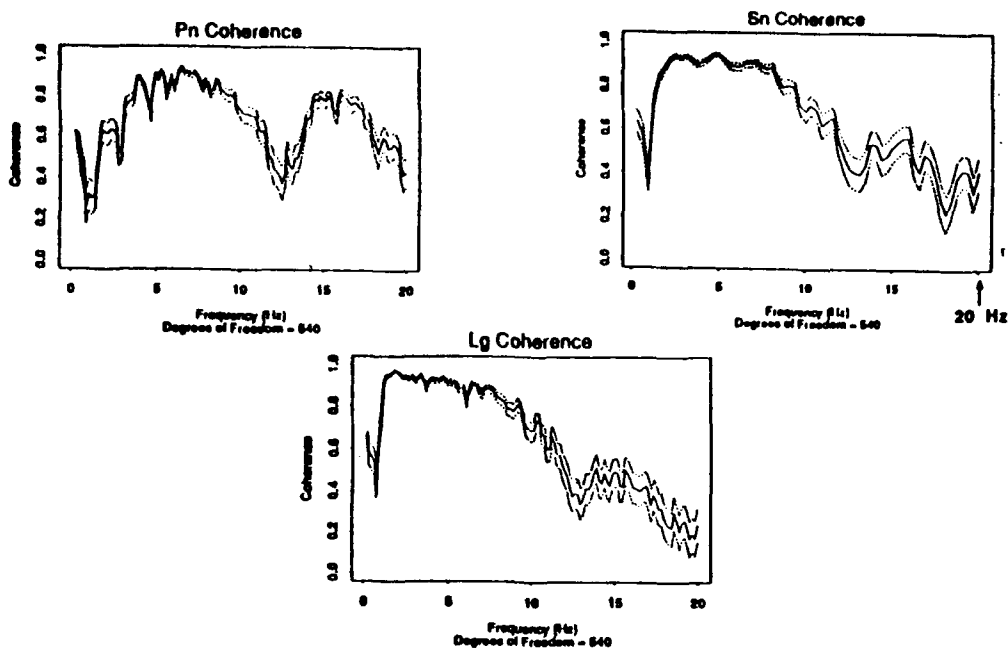 Pn Coherence
Coherence
1.0
0.8
0.6
0.4
0.2
0.0
0 5 10 15 20
Frequency (Hz)
Degrees of Freedom = 540
Sn Coherence
Coherence
1.0
0.8
0.6
0.4
0.2
0.0
0 5 10 15
20 Hz
Frequency (Hz)
Degrees of Freedom = 540
Lg Coherence
Coherence
1.0
0.8
0.6
0.4
0.2
0.0
0 5 10 15 20
Frequency (Hz)
Degrees of Freedom = 540